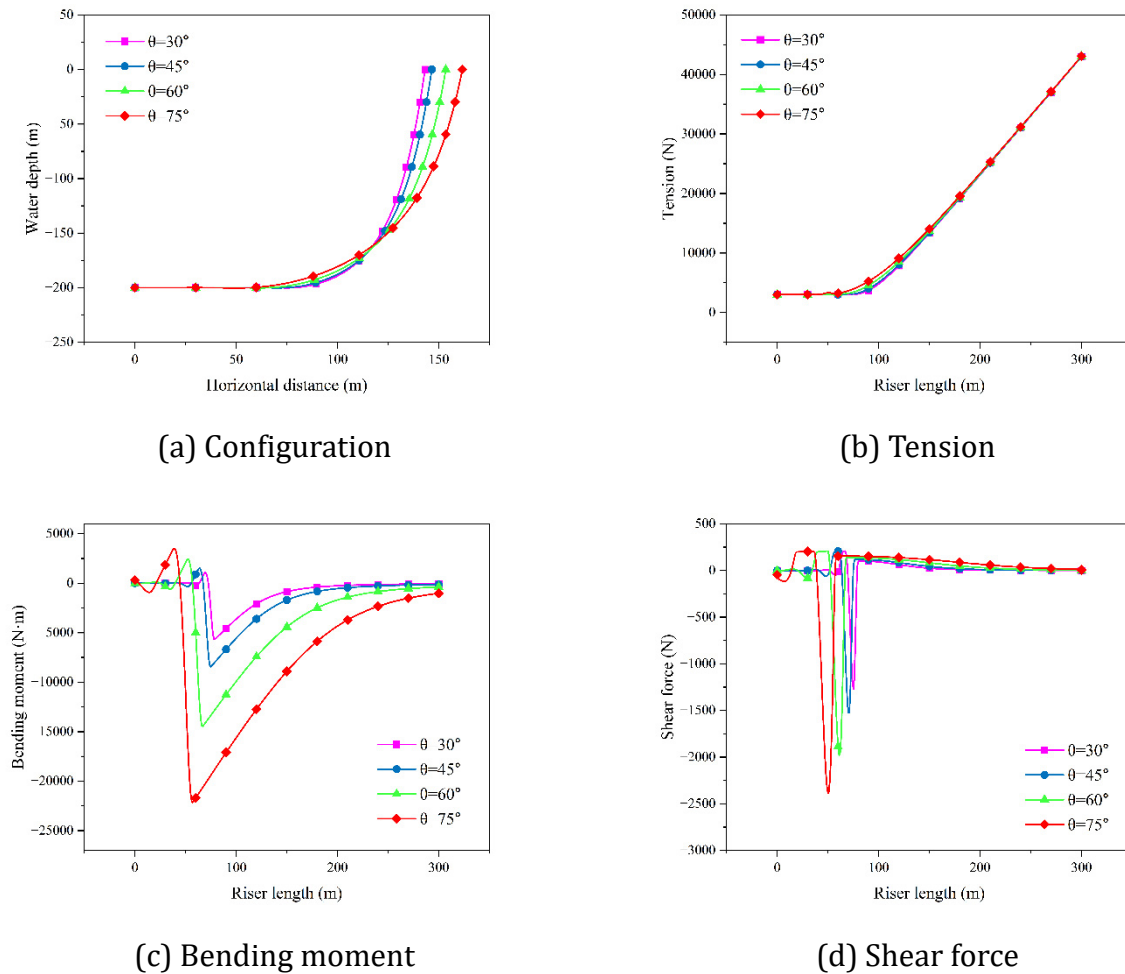 50
0
−50
−100
−150
−200
−250
Water depth (m)
θ=30°
θ=45°
θ=60°
θ 75°
0
50
100
150
Horizontal distance (m)
(a) Configuration
50000
40000
30000
20000
10000
0
Tension (N)
θ=30°
θ=45°
θ=60°
θ=75°
0
100
200
300
Riser length (m)
(b) Tension
5000
0
−5000
−10000
−15000
−20000
−25000
Bending moment (N·m)
θ 30°
θ=45°
θ=60°
θ 75°
0
100
200
300
Riser length (m)
(c) Bending moment
500
0
−500
−1000
−1500
−2000
−2500
−3000
Shear force (N)
θ=30°
θ=45°
θ=60°
θ=75°
0
100
200
300
Riser length (m)
(d) Shear force